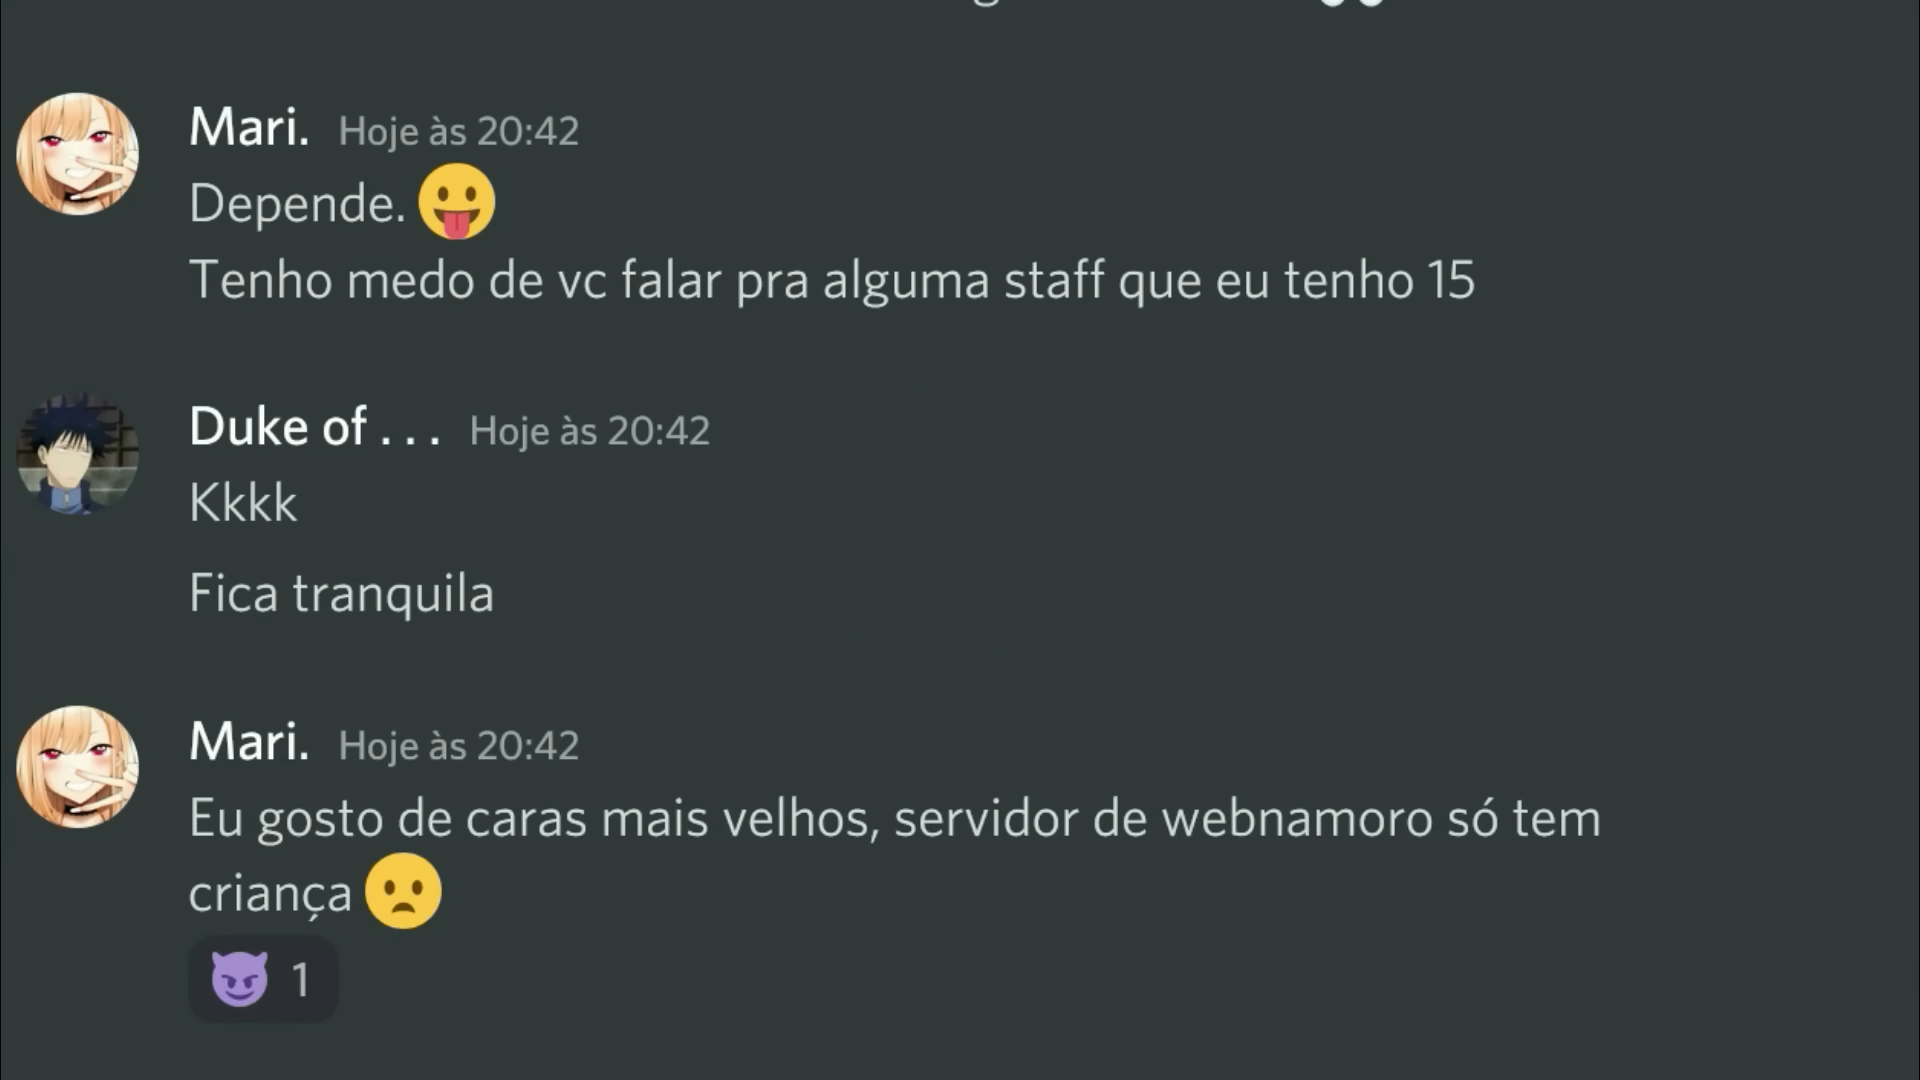 Mari. Hoje às 20:42
Depende. 😛
Tenho medo de vc falar pra alguma staff que eu tenho 15
Duke of . . . Hoje às 20:42
Kkkk
Fica tranquila
Mari. Hoje às 20:42
Eu gosto de caras mais velhos, servidor de webnamoro só tem
criança 😦
😈 1